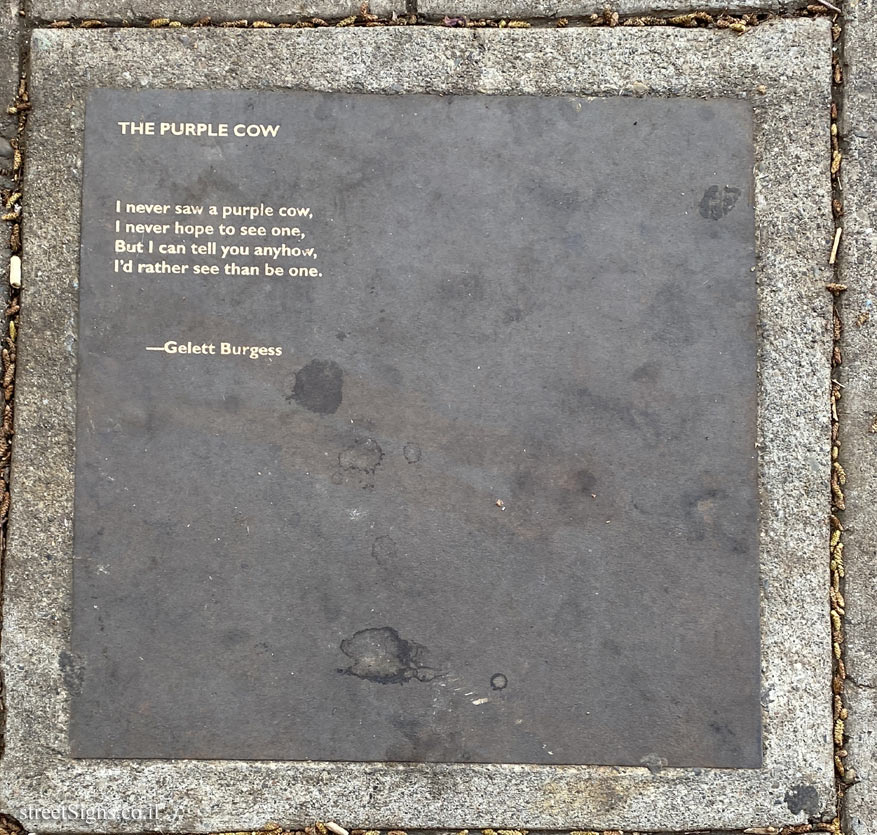 THE PURPLE COW
I never saw a purple cow,
I never hope to see one,
But I can tell you anyhow,
I'd rather see than be one.
—Gelett Burgess
streetSigns.co.il